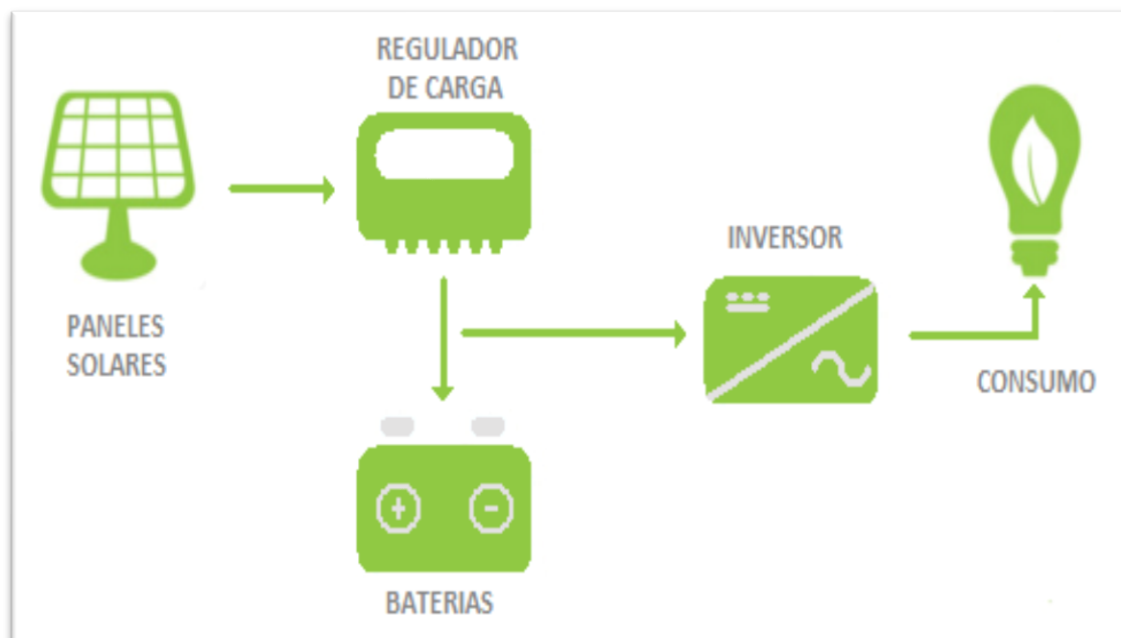 REGULADOR
DE CARGA
INVERSOR
PANELES
SOLARES
CONSUMO
BATERIAS